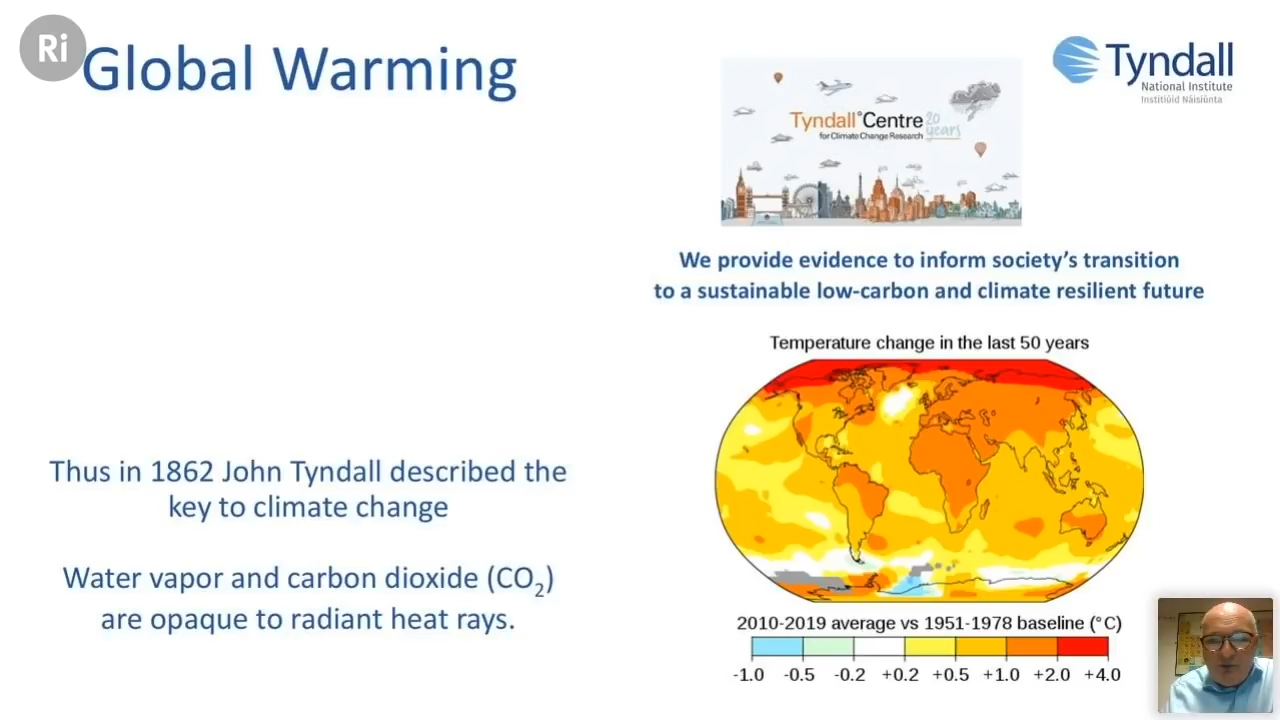 Ri
Global Warming
Tyndall
National Institute
Institiúid Náisiúnta
Tyndall°Centre
for Climate Change Research
20
years
We provide evidence to inform society’s transition
to a sustainable low-carbon and climate resilient future
Temperature change in the last 50 years
Thus in 1862 John Tyndall described the
key to climate change
Water vapor and carbon dioxide (CO₂)
are opaque to radiant heat rays.
2010-2019 average vs 1951-1978 baseline (°C)
-1.0 -0.5 -0.2 +0.2 +0.5 +1.0 +2.0 +4.0